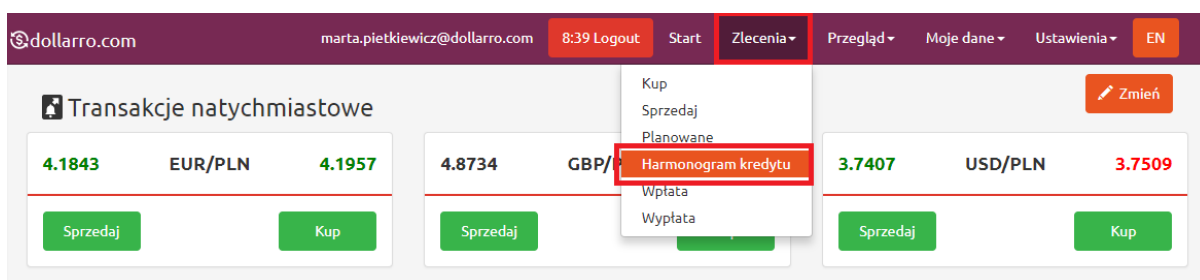 dollarro.com marta.pietkiewicz@dollarro.com 8:39 Logout Start Zlecenia Przegląd Moje dane Ustawienia EN
Transakcje natychmiastowe
Zmień
Kup
Sprzedaj
Planowane
Harmonogram kredytu
Wpłata
Wypłata
4.1843 EUR/PLN 4.1957
Sprzedaj Kup
4.8734
Sprzedaj
3.7407 USD/PLN 3.7509
Sprzedaj Kup